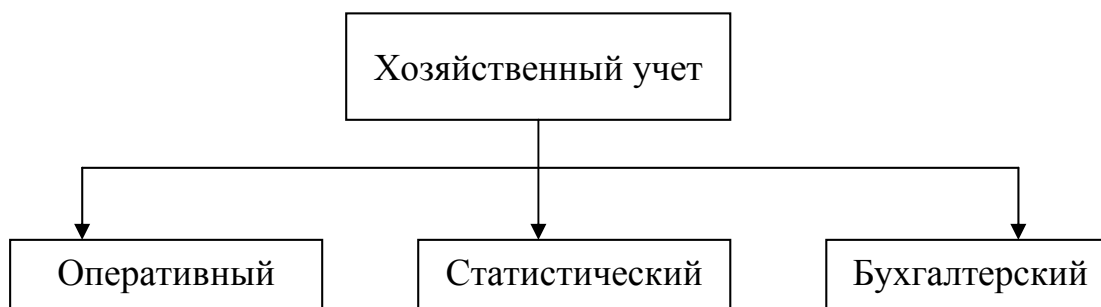 Хозяйственный учет
Оперативный
Статистический
Бухгалтерский